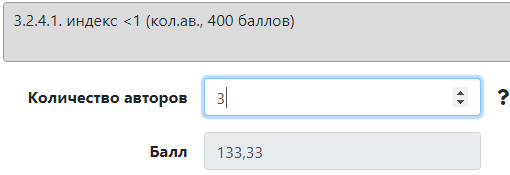 3.2.4.1. индекс <1 (кол.ав., 400 баллов)
Количество авторов 3 ?
Балл 133,33